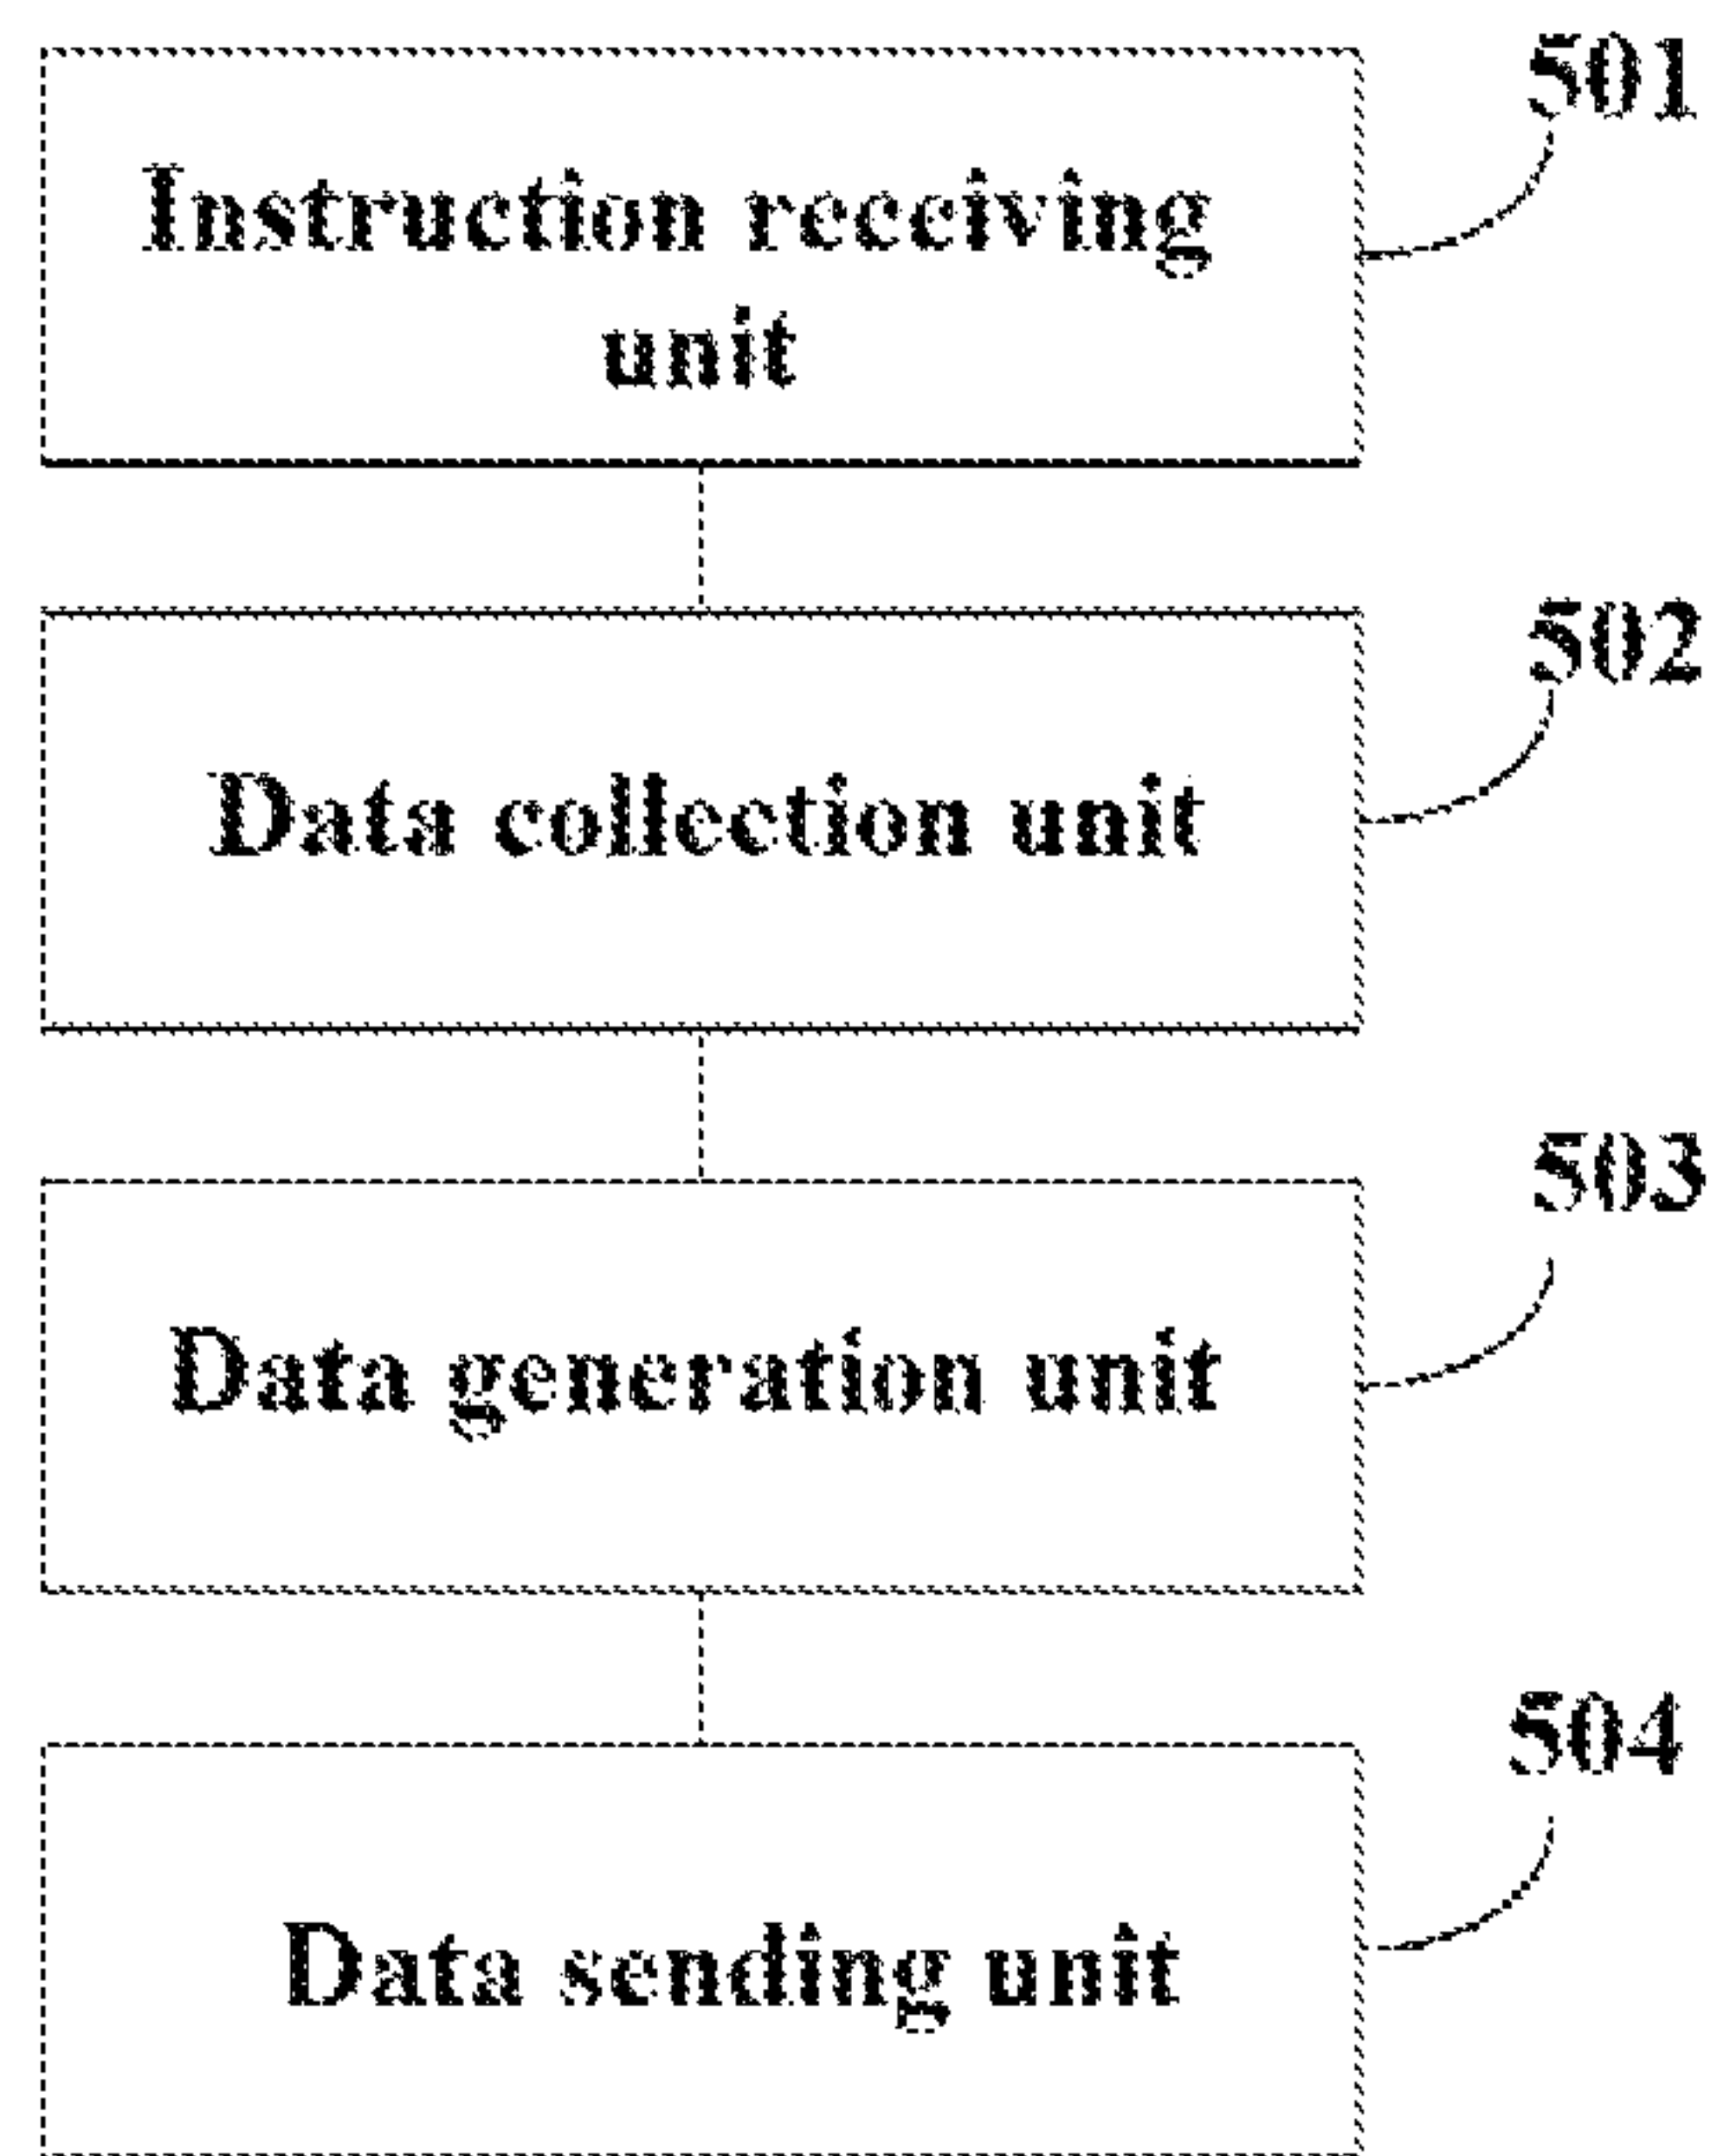 501
Instruction receiving
unit
502
Data collection unit
503
Data generation unit
504
Data sending unit